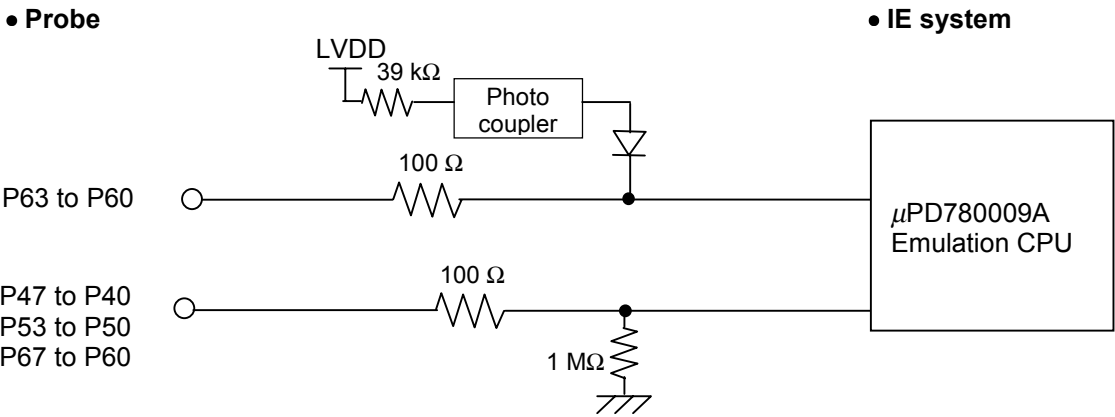 • Probe
• IE system
LVDD
39 kΩ
Photo
coupler
100 Ω
P63 to P60
μPD780009A
Emulation CPU
100 Ω
P47 to P40
P53 to P50
P67 to P60
1 MΩ